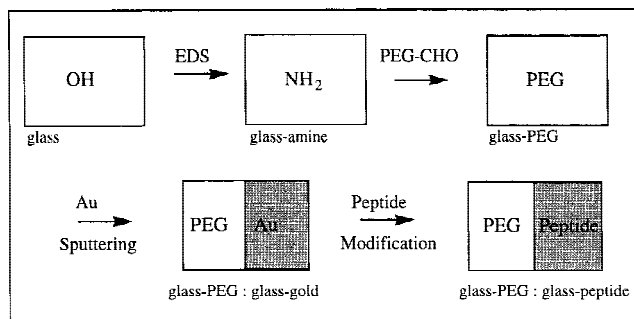 EDS
PEG-CHO
OH
NH2
PEG
glass
glass-amine
glass-PEG
Au
Sputtering
PEG
Au
Peptide
Modification
PEG
Peptide
glass-PEG : glass-gold
glass-PEG : glass-peptide